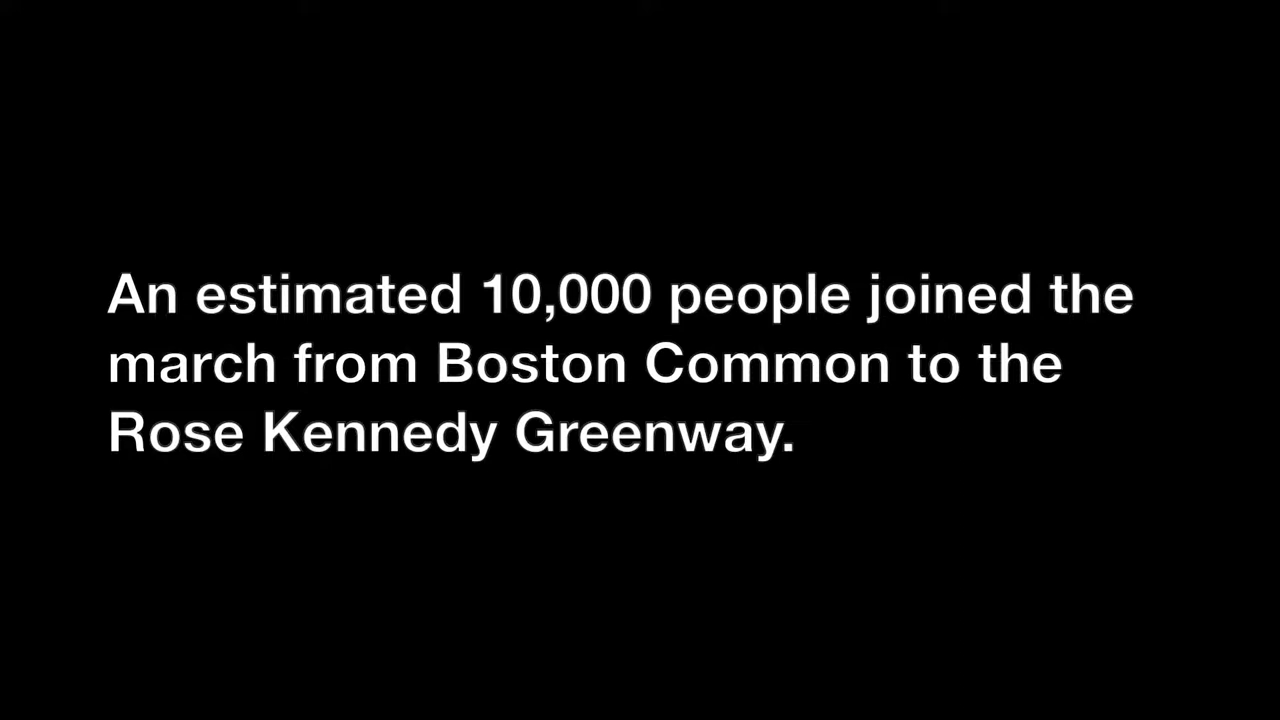 An estimated 10,000 people joined the
march from Boston Common to the
Rose Kennedy Greenway.